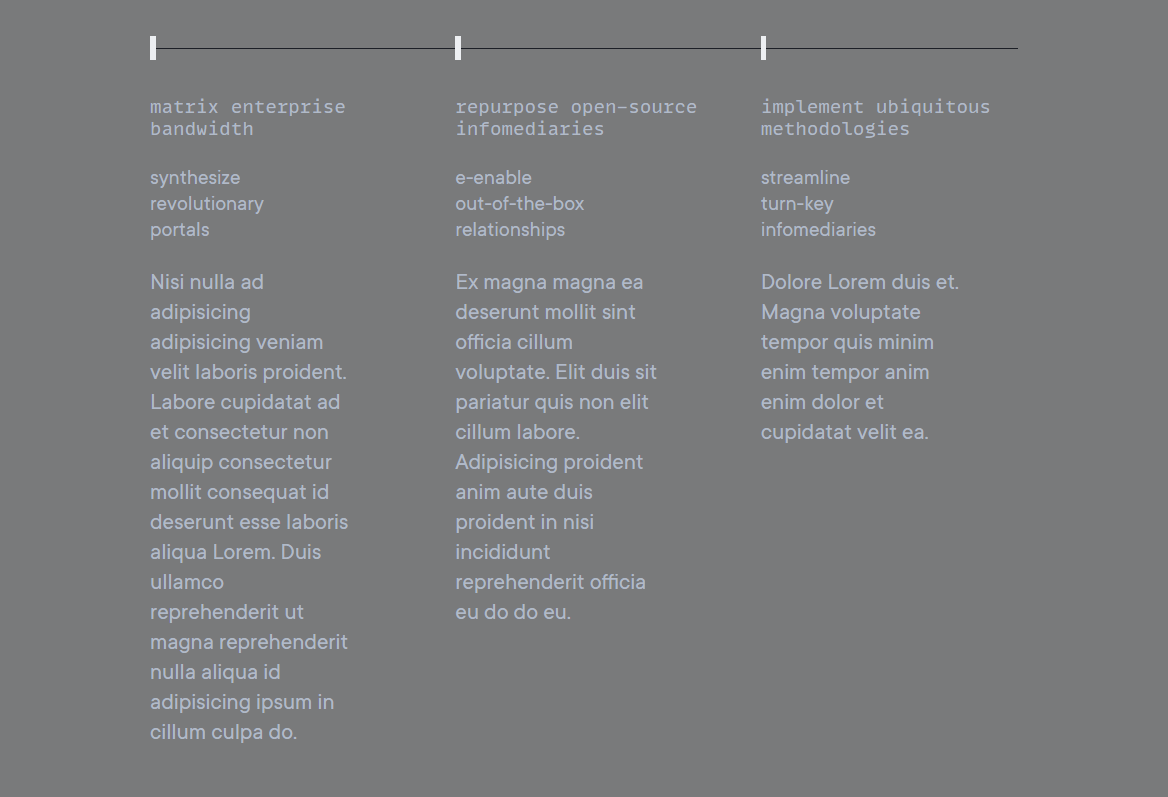 matrix enterprise
bandwidth
synthesize
revolutionary
portals
Nisi nulla ad
adipisicing
adipisicing veniam
velit laboris proident.
Labore cupidatat ad
et consectetur non
aliquip consectetur
mollit consequat id
deserunt esse laboris
aliqua Lorem. Duis
ullamco
reprehenderit ut
magna reprehenderit
nulla aliqua id
adipisicing ipsum in
cillum culpa do.
repurpose open-source
infomediaries
e-enable
out-of-the-box
relationships
Ex magna magna ea
deserunt mollit sint
officia cillum
voluptate. Elit duis sit
pariatur quis non elit
cillum labore.
Adipisicing proident
anim aute duis
proident in nisi
incididunt
reprehenderit officia
eu do do eu.
implement ubiquitous
methodologies
streamline
turn-key
infomediaries
Dolore Lorem duis et.
Magna voluptate
tempor quis minim
enim tempor anim
enim dolor et
cupidatat velit ea.